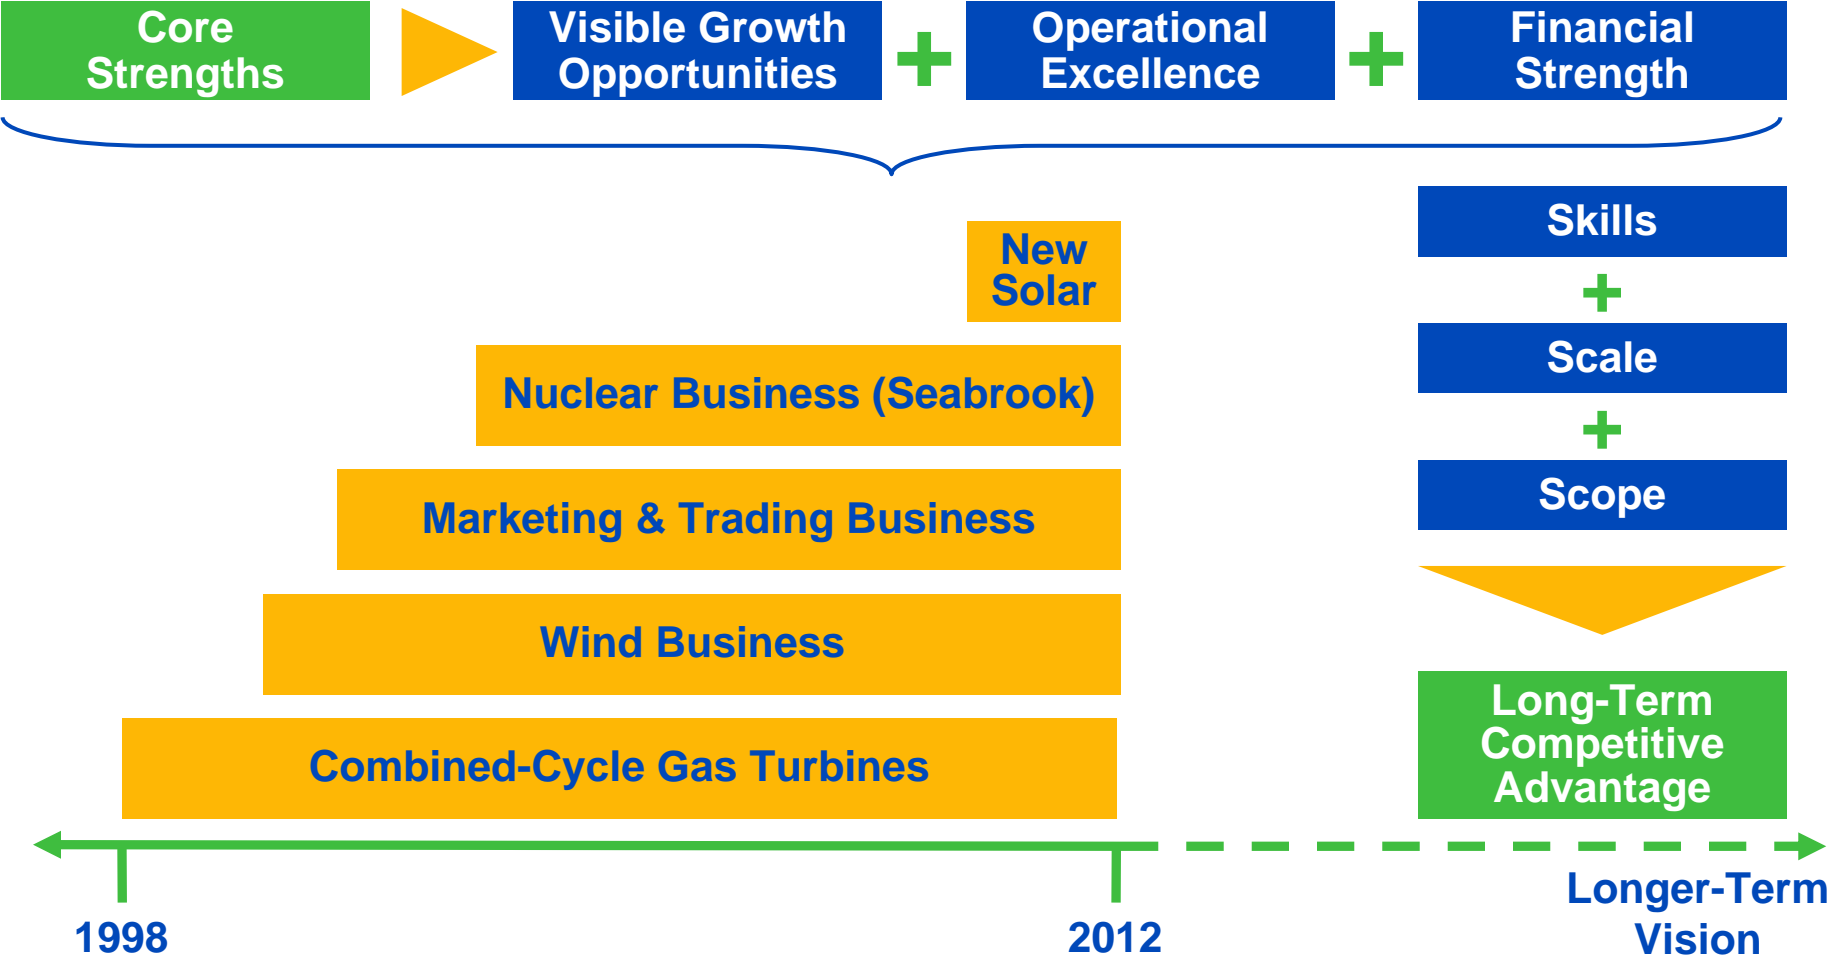 Core
Strengths
Visible Growth
Opportunities
+
Operational
Excellence
+
Financial
Strength
New
Solar
Nuclear Business (Seabrook)
Marketing & Trading Business
Wind Business
Combined-Cycle Gas Turbines
Skills
+
Scale
+
Scope
Long-Term
Competitive
Advantage
1998
2012
Longer-Term
Vision